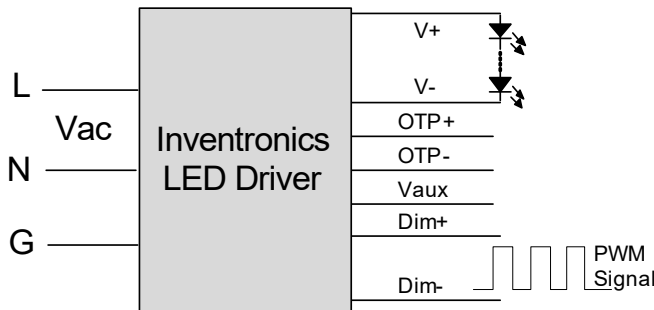 L
Vac
N
G
Inventronics
LED Driver
V+
V-
OTP+
OTP-
Vaux
Dim+
Dim-
PWM
Signal